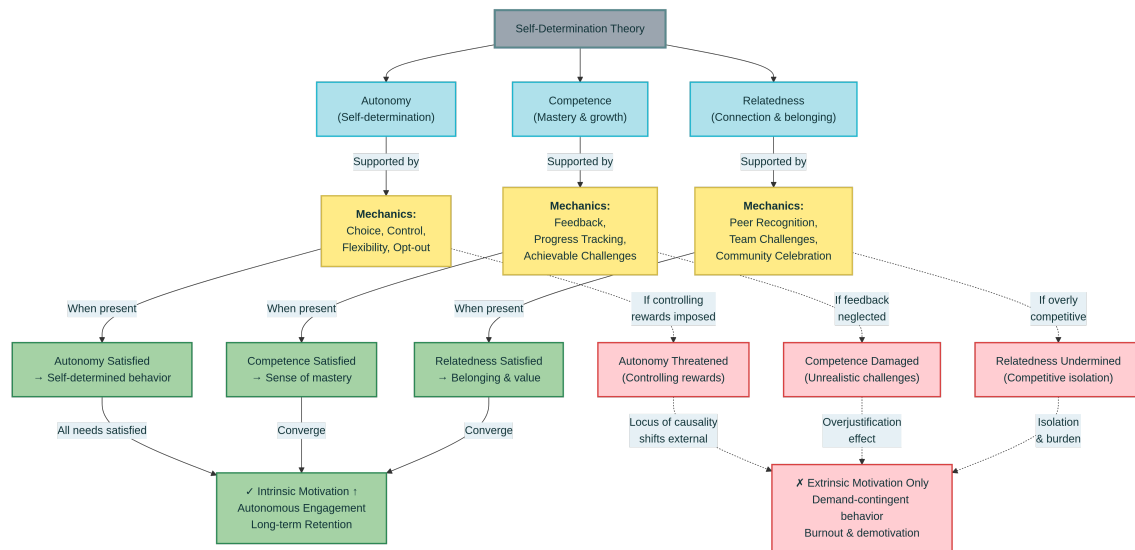 Self-Determination Theory
Autonomy
(Self-determination)
Competence
(Mastery & growth)
Relatedness
(Connection & belonging)
Supported by
Supported by
Supported by
Mechanics:
Choice, Control,
Flexibility, Opt-out
Mechanics:
Feedback,
Progress Tracking,
Achievable Challenges
Mechanics:
Peer Recognition,
Team Challenges,
Community Celebration
When present
When present
When present
If controlling
rewards imposed
If feedback
neglected
If overly
competitive
Autonomy Satisfied
→ Self-determined behavior
Competence Satisfied
→ Sense of mastery
Relatedness Satisfied
→ Belonging & value
Autonomy Threatened
(Controlling rewards)
Competence Damaged
(Unrealistic challenges)
Relatedness Undermined
(Competitive isolation)
All needs satisfied
Converge
Converge
Locus of causality
shifts external
Overjustification
effect
Isolation
& burden
✓ Intrinsic Motivation ↑
Autonomous Engagement
Long-term Retention
✗ Extrinsic Motivation Only
Demand-contingent
behavior
Burnout & demotivation